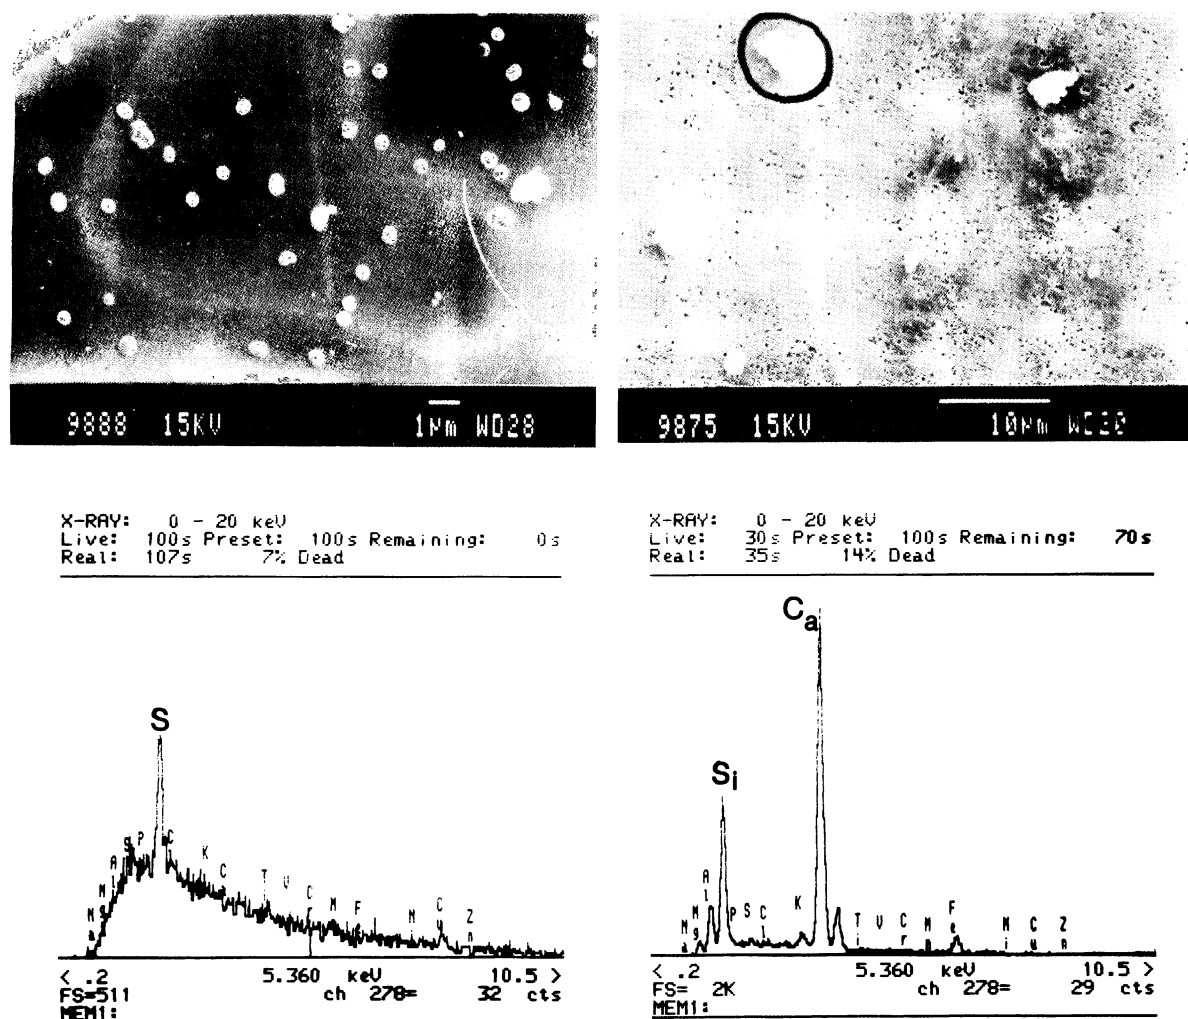 9888 15KV 1µm WD28
9875 15KV 10µm
X-RAY: 0 - 20 keV
Live: 100s Preset: 100s Remaining: 0s
Real: 107s 7% Dead
S
P
A
K
C
T
V
C
r
M
F
N
C
u
Z
n
< .2 5.360 keV 10.5 >
FS=511 ch 278= 32 cts
MEM1:
X-RAY: 0 - 20 keV
Live: 30s Preset: 100s Remaining: 70s
Real: 35s 14% Dead
Ca
Si
A
l
P
S
C
l
K
T
i
V
C
r
M
n
F
e
N
i
C
u
Z
n
M
g
N
a
< .2 5.360 keV 10.5 >
FS= 2K ch 278= 29 cts
MEM1: